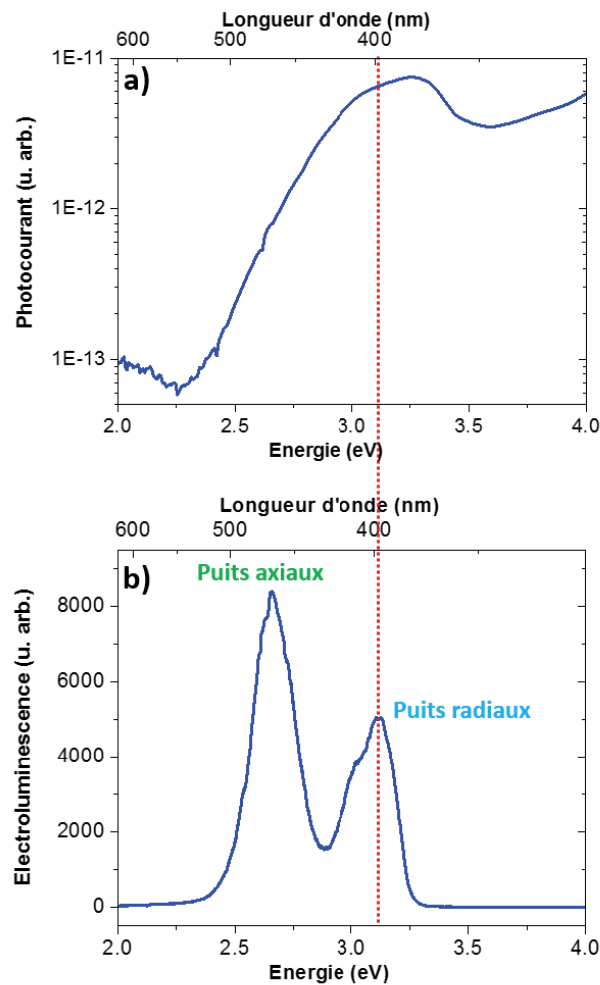 Longueur d'onde (nm)
600 500 400
a)
1E-11
1E-12
1E-13
Photocourant (u. arb.)
2.0 2.5 3.0 3.5 4.0
Energie (eV)
Longueur d'onde (nm)
600 500 400
b)
Puits axiaux
Puits radiaux
8000
6000
4000
2000
0
Electroluminescence (u. arb.)
2.0 2.5 3.0 3.5 4.0
Energie (eV)